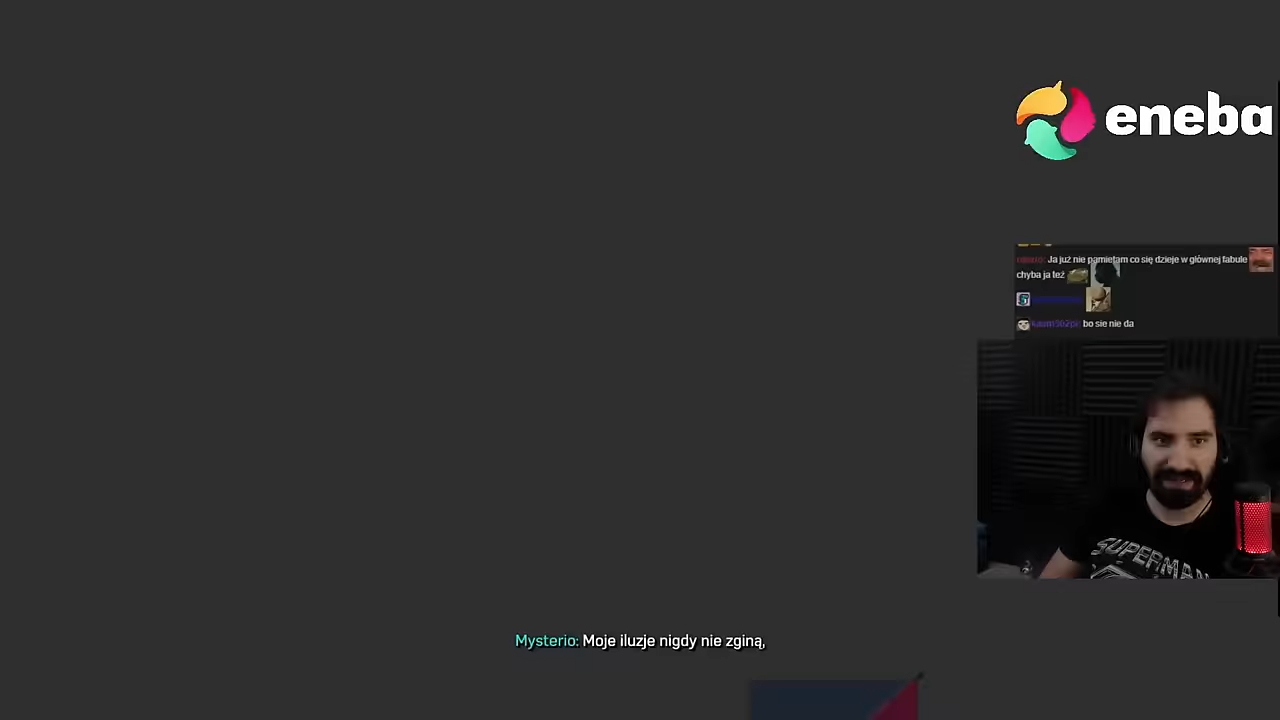 eneba
Ja już nie pamiętam co się dzieje w głównej fabule
chyba ja też
bo sie nie da
SUPERMAN
Mysterio: Moje iluzje nigdy nie zginą,